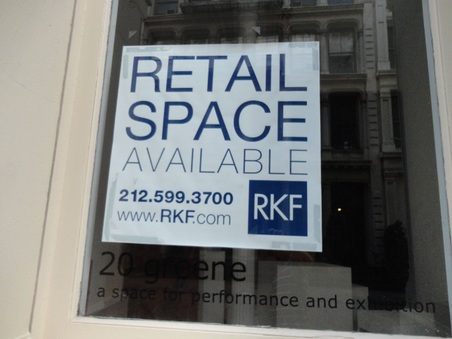 RETAIL
SPACE
AVAILABLE
212.599.3700
www.RKF.com
RKF
20 greene
a space for performance and exhibition